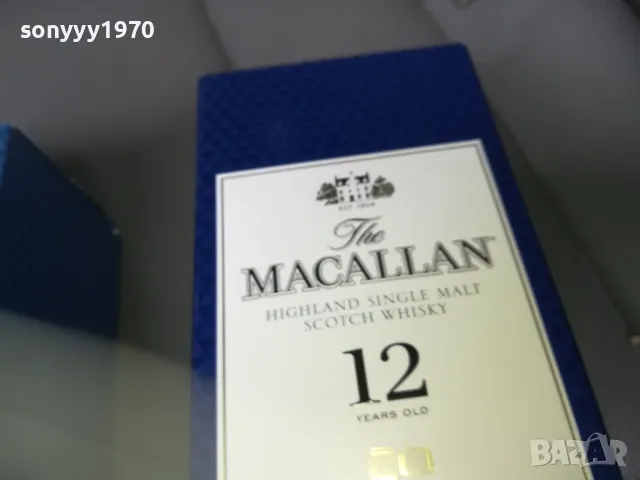 sonyyy1970
EST. 1824
The
MACALLAN
HIGHLAND SINGLE MALT
SCOTCH WHISKY
12
YEARS OLD
BAZAR